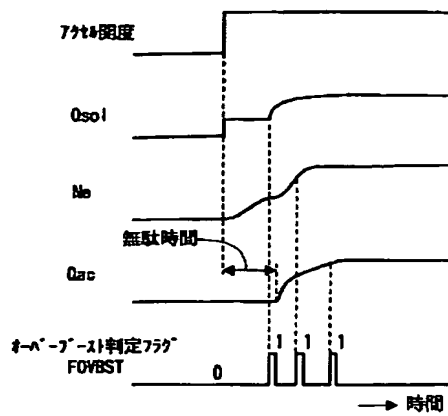 アクセル開度
Qsol
Ne
無駄時間
Qac
1 1 1
オーバーブースト判定フラグ
FOVBST
0
時間